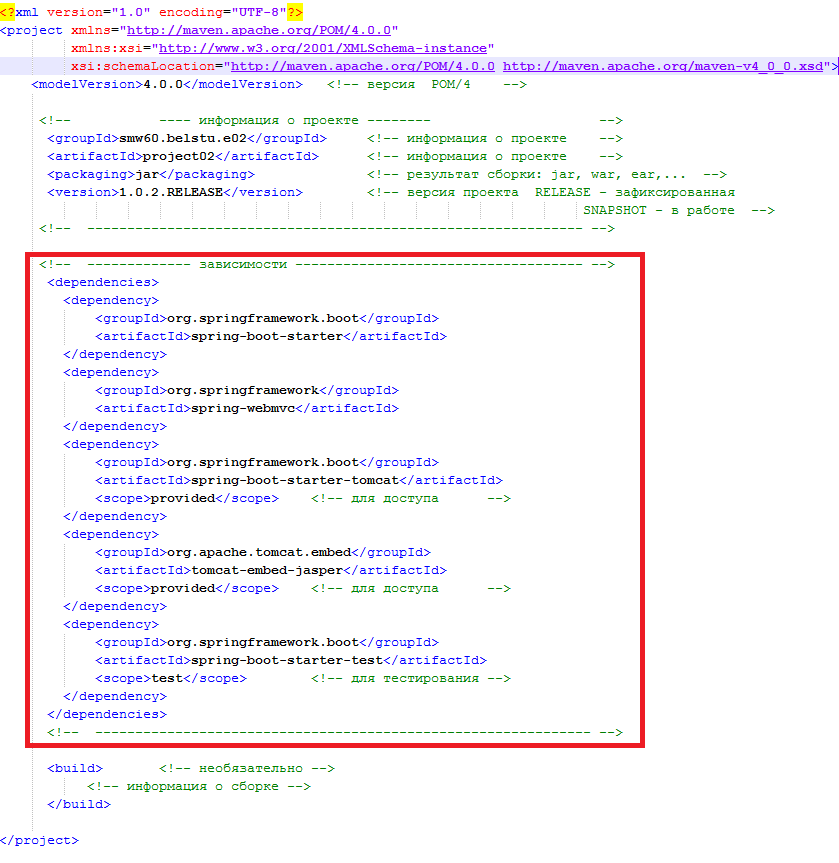 <?xml version="1.0" encoding="UTF-8"?>
<project xmlns="http://maven.apache.org/POM/4.0.0"
xmlns:xsi="http://www.w3.org/2001/XMLSchema-instance"
xsi:schemaLocation="http://maven.apache.org/POM/4.0.0 http://maven.apache.org/maven-v4_0_0.xsd">
<modelVersion>4.0.0</modelVersion> <!-- версия POM/4 -->
<!-- ---- информация о проекте -------- -->
<groupId>smw60.belstu.e02</groupId> <!-- информация о проекте -->
<artifactId>project02</artifactId> <!-- информация о проекте -->
<packaging>jar</packaging> <!-- результат сборки: jar, war, ear,... -->
<version>1.0.2.RELEASE</version> <!-- версия проекта RELEASE - зафиксированная
SNAPSHOT - в работе -->
<!-- -------------------------------------------------------------- -->
<!-- ------------- зависимости ------------------------------------ -->
<dependencies>
<dependency>
<groupId>org.springframework.boot</groupId>
<artifactId>spring-boot-starter</artifactId>
</dependency>
<dependency>
<groupId>org.springframework</groupId>
<artifactId>spring-webmvc</artifactId>
</dependency>
<dependency>
<groupId>org.springframework.boot</groupId>
<artifactId>spring-boot-starter-tomcat</artifactId>
<scope>provided</scope> <!-- для доступа -->
</dependency>
<dependency>
<groupId>org.apache.tomcat.embed</groupId>
<artifactId>tomcat-embed-jasper</artifactId>
<scope>provided</scope> <!-- для доступа -->
</dependency>
<dependency>
<groupId>org.springframework.boot</groupId>
<artifactId>spring-boot-starter-test</artifactId>
<scope>test</scope> <!-- для тестирования -->
</dependency>
</dependencies>
<!-- -------------------------------------------------------------- -->
<build> <!-- необязательно -->
<!-- информация о сборке -->
</build>
</project>